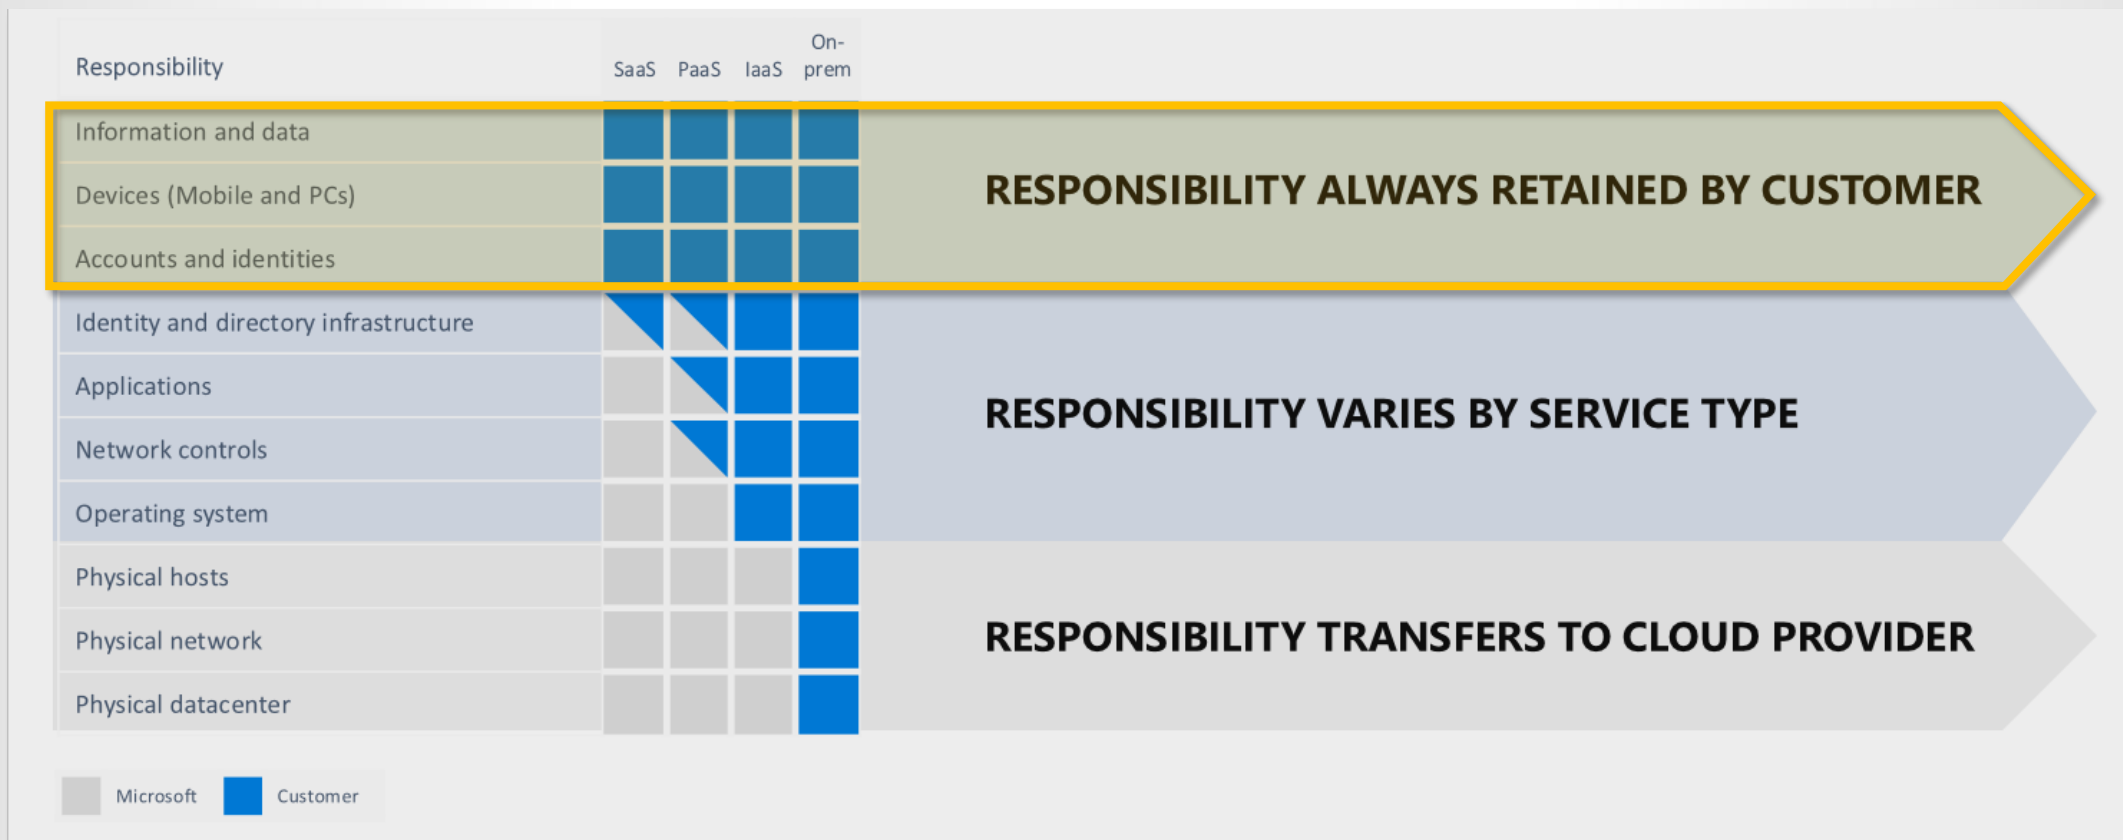 Responsibility SaaS PaaS IaaS On-prem
Information and data
Devices (Mobile and PCs)
Accounts and identities
RESPONSIBILITY ALWAYS RETAINED BY CUSTOMER
Identity and directory infrastructure
Applications
Network controls
Operating system
RESPONSIBILITY VARIES BY SERVICE TYPE
Physical hosts
Physical network
Physical datacenter
RESPONSIBILITY TRANSFERS TO CLOUD PROVIDER
Microsoft Customer